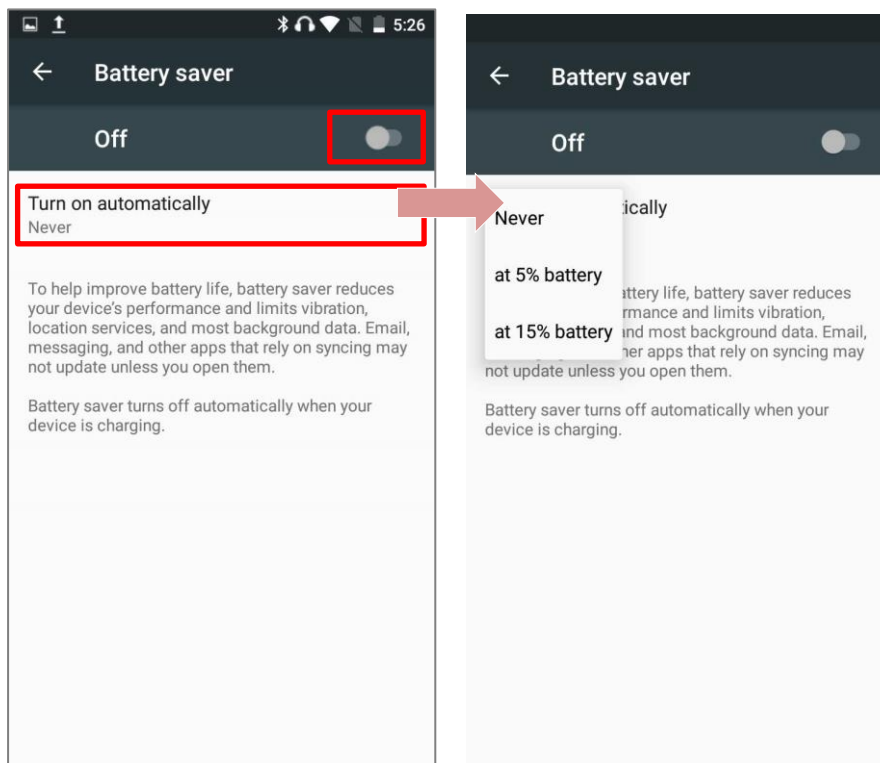 5:26
Battery saver
Off
Turn on automatically
Never
To help improve battery life, battery saver reduces
your device's performance and limits vibration,
location services, and most background data. Email,
messaging, and other apps that rely on syncing may
not update unless you open them.
Battery saver turns off automatically when your
device is charging.
Battery saver
Off
ically
Never
at 5% battery
attery life, battery saver reduces
rmance and limits vibration,
at 15% battery
nd most background data. Email,
her apps that rely on syncing may
not update unless you open them.
Battery saver turns off automatically when your
device is charging.